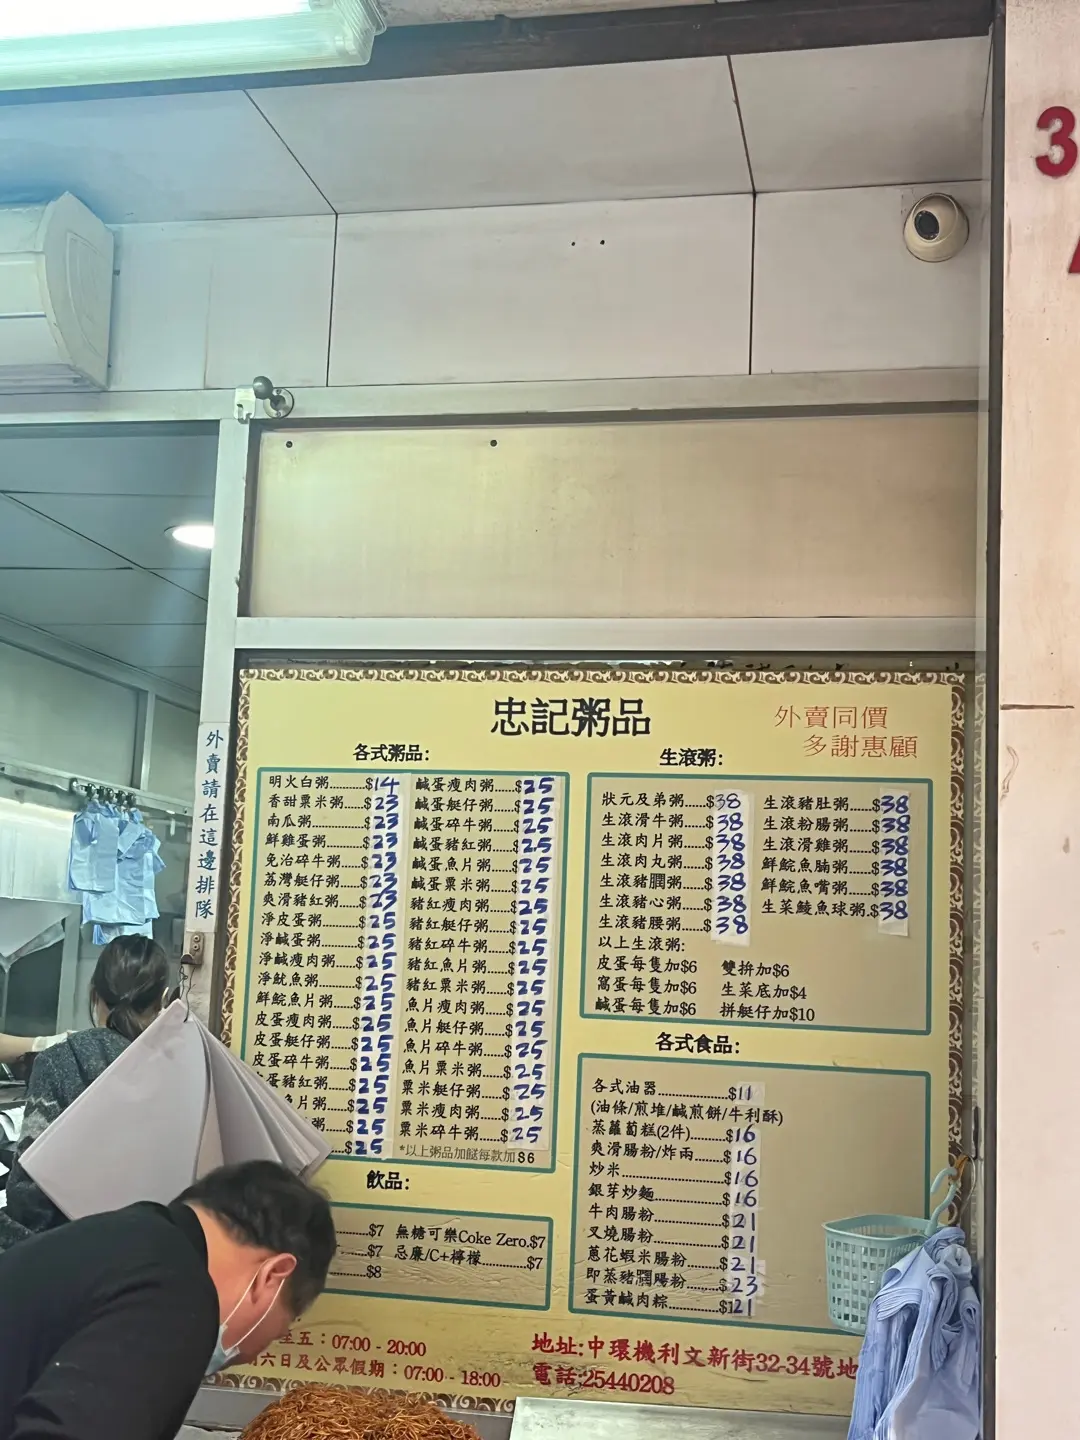 3
外賣請在這邊排隊
忠記粥品
外賣同價
多謝惠顧
各式粥品:
明火白粥.........$14
香甜粟米粥.....$23
南瓜粥............$23
鮮雞蛋粥.........$23
免治碎牛粥.....$23
荔灣艇仔粥.....$23
爽滑豬紅粥.....$23
淨皮蛋粥.........$25
淨鹹蛋粥.........$25
淨鹹瘦肉粥.....$25
淨魷魚粥.........$25
鮮鯇魚片粥.....$25
皮蛋瘦肉粥.....$25
皮蛋艇仔粥.....$25
皮蛋碎牛粥.....$25
蛋豬紅粥.....$25
魚片粥.....$25
粥.....$25
$25
鹹蛋瘦肉粥.....$25
鹹蛋艇仔粥.....$25
鹹蛋碎牛粥.....$25
鹹蛋豬紅粥.....$25
鹹蛋魚片粥.....$25
鹹蛋粟米粥.....$25
豬紅瘦肉粥.....$25
豬紅艇仔粥.....$25
豬紅碎牛粥.....$25
豬紅魚片粥.....$25
豬紅粟米粥.....$25
魚片瘦肉粥.....$25
魚片艇仔粥.....$25
魚片碎牛粥.....$25
魚片粟米粥.....$25
粟米艇仔粥.....$25
粟米瘦肉粥.....$25
粟米碎牛粥.....$25
*以上粥品加餸每款加$6
生滾粥:
狀元及弟粥.....$38
生滾滑牛粥.....$38
生滾肉片粥.....$38
生滾肉丸粥.....$38
生滾豬膶粥.....$38
生滾豬心粥.....$38
生滾豬腰粥.....$38
生滾豬肚粥.....$38
生滾粉腸粥.....$38
生滾滑雞粥.....$38
鮮鯇魚腩粥.....$38
鮮鯇魚嘴粥.....$38
生菜鯪魚球粥.$38
以上生滾粥:
皮蛋每隻加$6 雙拚加$6
窩蛋每隻加$6 生菜底加$4
鹹蛋每隻加$6 拼艇仔加$10
各式食品:
各式油器............$11
(油條/煎堆/鹹煎餅/牛利酥)
蒸蘿蔔糕(2件).........$16
爽滑腸粉/炸兩.........$16
炒米..................$16
銀芽炒麵............$16
牛肉腸粉............$21
叉燒腸粉............$21
蔥花蝦米腸粉......$21
即蒸豬膶腸粉......$23
蛋黃鹹肉粽.........$21
飲品:
$7 無糖可樂Coke Zero.$7
$7 忌廉/C+檸檬.........$7
$8
至五：07:00 - 20:00
六日及公眾假期：07:00 - 18:00
地址:中環機利文新街32-34號地
電話:25440208